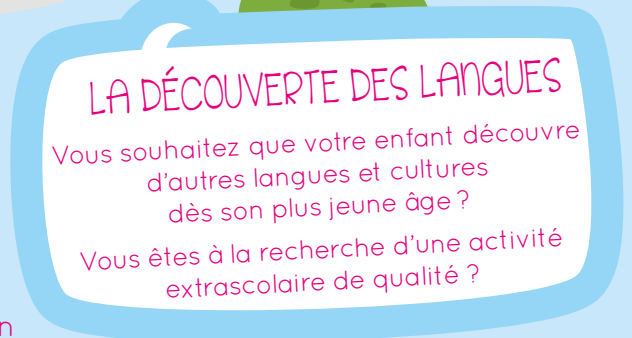 LA DÉCOUVERTE DES LANGUES
Vous souhaitez que votre enfant découvre
d'autres langues et cultures
dès son plus jeune âge ?
Vous êtes à la recherche d'une activité
extrascolaire de qualité ?
n